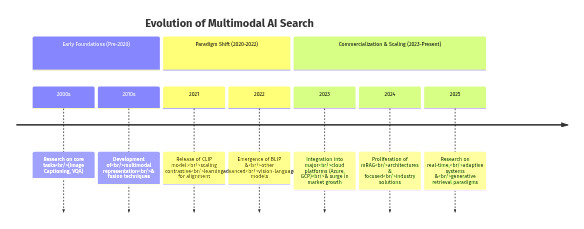 Evolution of Multimodal AI Search
Early Foundations (Pre-2020)
Paradigm Shift (2020-2022)
Commercialization & Scaling (2023-Present)
2000s
2010s
2021
2022
2023
2024
2025
Research on core
tasks<br/>(Image
Captioning, VQA)
Development
of<br/>multimodal
representation<br/>&
fusion techniques
Release of CLIP
model<br/>scaling
contrastive<br/>learning
for alignment
Emergence of BLIP
&<br/>other
advanced<br/>vision-language
models
Integration into
major<br/>cloud
platforms (Azure,
GCP)<br/>& surge in
market growth
Proliferation of
mRAG<br/>architectures
&
focused<br/>industry
solutions
Research on
real-time,<br/>adaptive
systems
&<br/>generative
retrieval paradigms